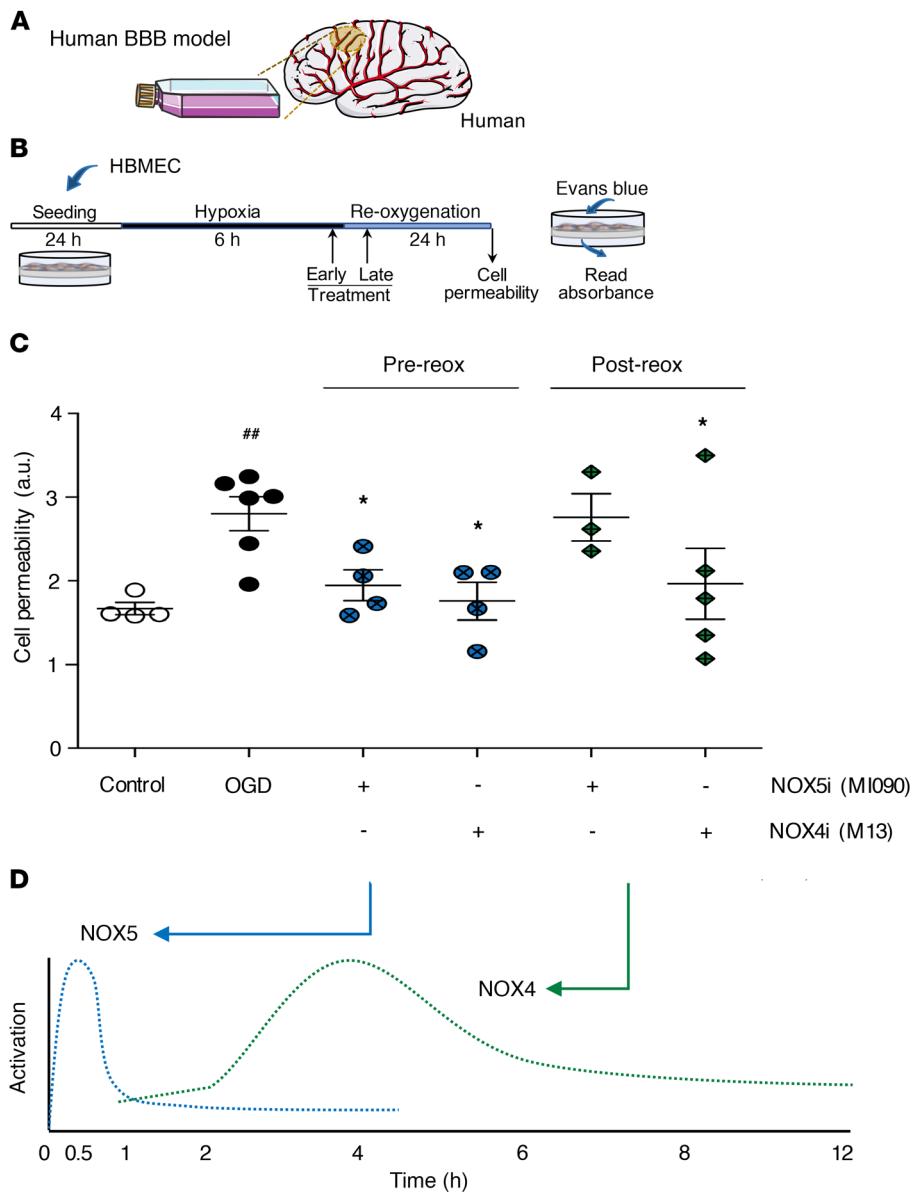 A
Human BBB model
Human
B
HBMEC
Seeding Hypoxia Re-oxygenation
24 h 6 h 24 h
Early Late
Treatment
Cell
permeability
Evans blue
Read
absorbance
C
Pre-reox Post-reox
Cell permeability (a.u.)
4
3
2
1
0
##
*
*
*
Control OGD + - + - NOX5i (MI090)
- + - + NOX4i (M13)
D
NOX5
NOX4
Activation
0 0.5 1 2 4 6 8 12
Time (h)